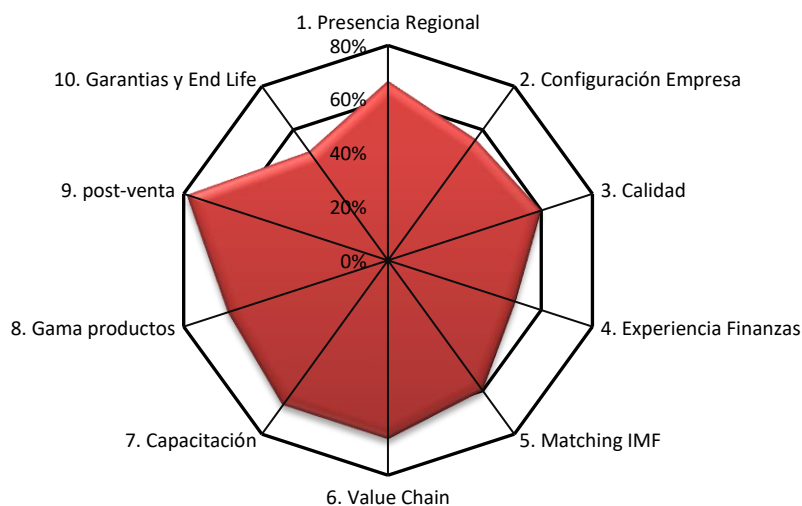 1. Presencia Regional
80%
10. Garantias y End Life
2. Configuración Empresa
60%
40%
9. post-venta
3. Calidad
20%
0%
8. Gama productos
4. Experiencia Finanzas
7. Capacitación
5. Matching IMF
6. Value Chain